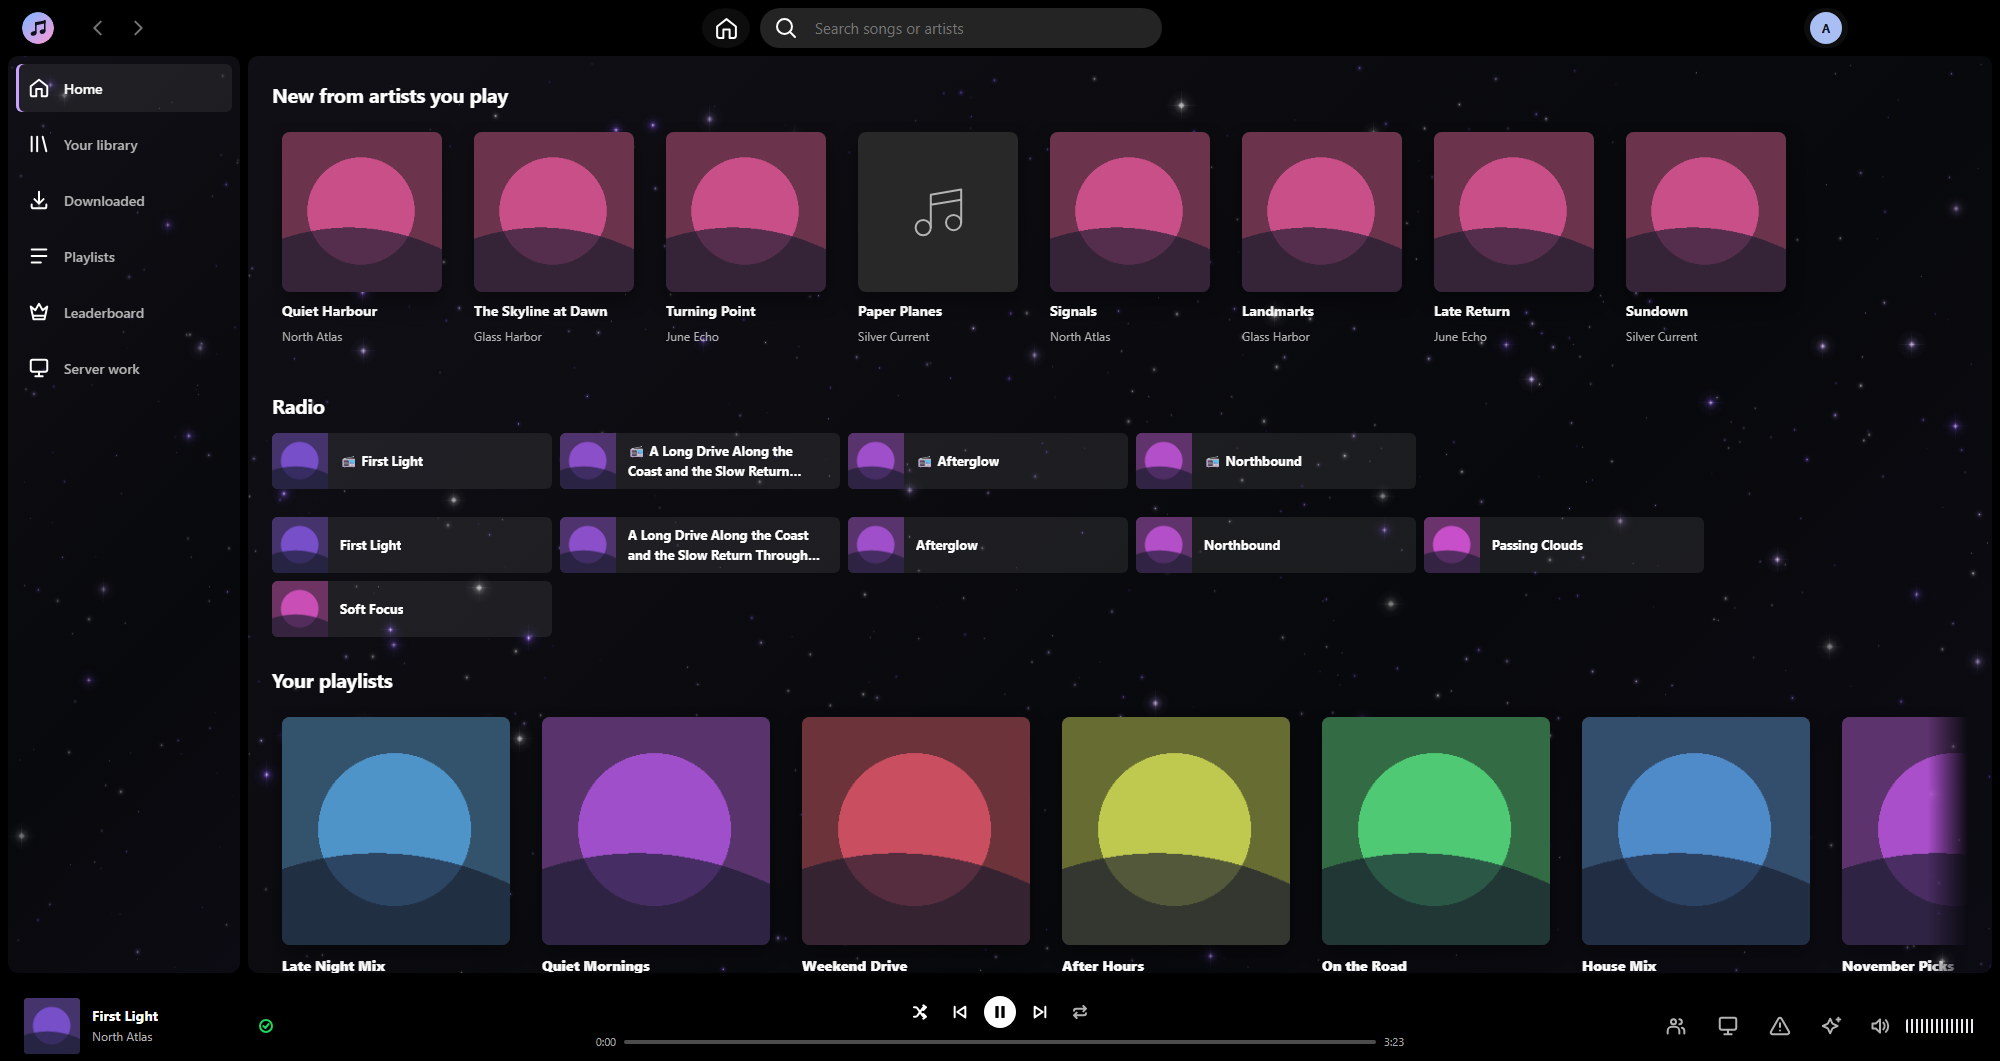 Search songs or artists
A
Home
Your library
Downloaded
Playlists
Leaderboard
Server work
New from artists you play
Quiet Harbour
North Atlas
The Skyline at Dawn
Glass Harbor
Turning Point
June Echo
Paper Planes
Silver Current
Signals
North Atlas
Landmarks
Glass Harbor
Late Return
June Echo
Sundown
Silver Current
Radio
📻 First Light
📻 A Long Drive Along the
Coast and the Slow Return...
📻 Afterglow
📻 Northbound
First Light
A Long Drive Along the Coast
and the Slow Return Through...
Afterglow
Northbound
Passing Clouds
Soft Focus
Your playlists
Late Night Mix
Quiet Mornings
Weekend Drive
After Hours
On the Road
House Mix
November Picks
First Light
North Atlas
0:00
3:23